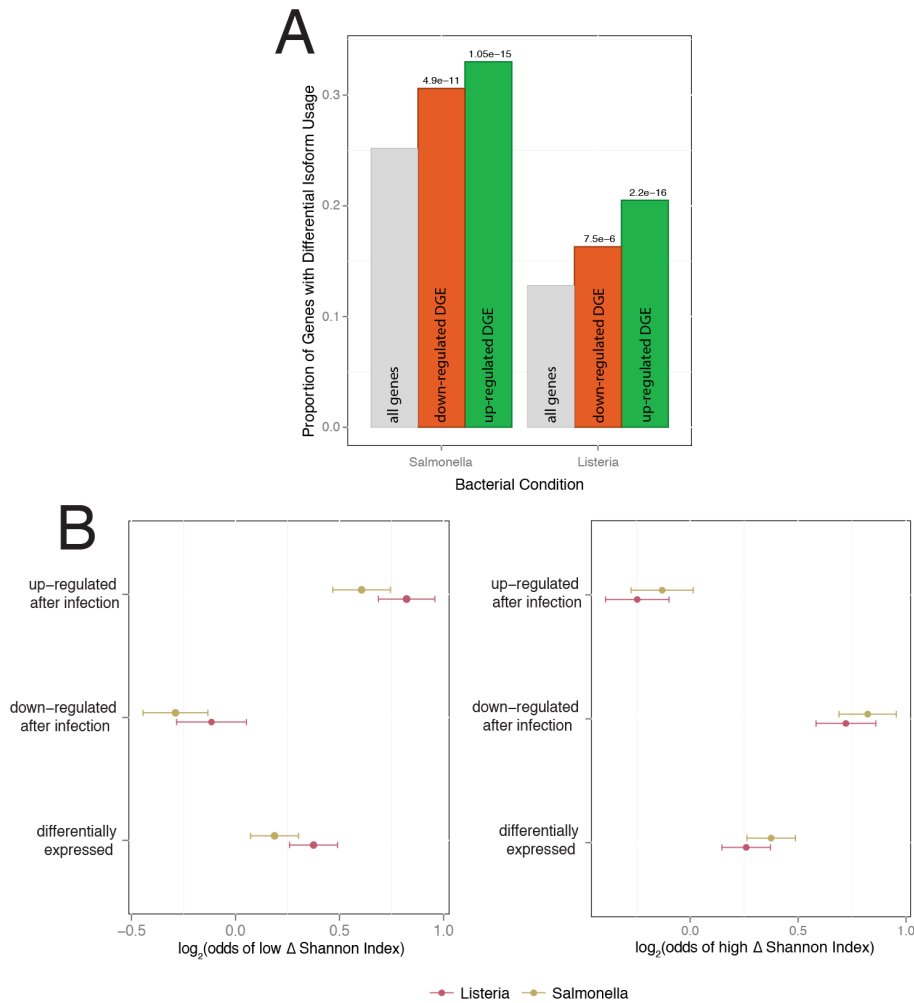 A
Proportion of Genes with Differential Isoform Usage
0.3
0.2
0.1
0.0
4.9e−11
1.05e−15
7.5e−6
2.2e−16
all genes
down-regulated DGE
up-regulated DGE
all genes
down-regulated DGE
up-regulated DGE
Salmonella
Listeria
Bacterial Condition
B
up−regulated
after infection
down−regulated
after infection
differentially
expressed
−0.5
0.0
0.5
1.0
log2(odds of low Δ Shannon Index)
up−regulated
after infection
down−regulated
after infection
differentially
expressed
0.0
0.5
1.0
log2(odds of high Δ Shannon Index)
Listeria
Salmonella